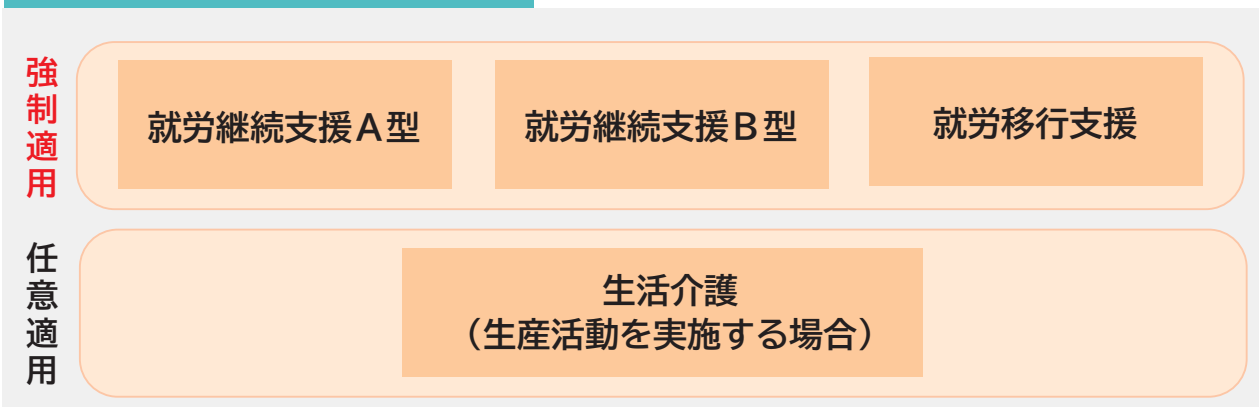 強制適用
就労継続支援Ａ型
就労継続支援Ｂ型
就労移行支援
任意適用
生活介護
（生産活動を実施する場合）